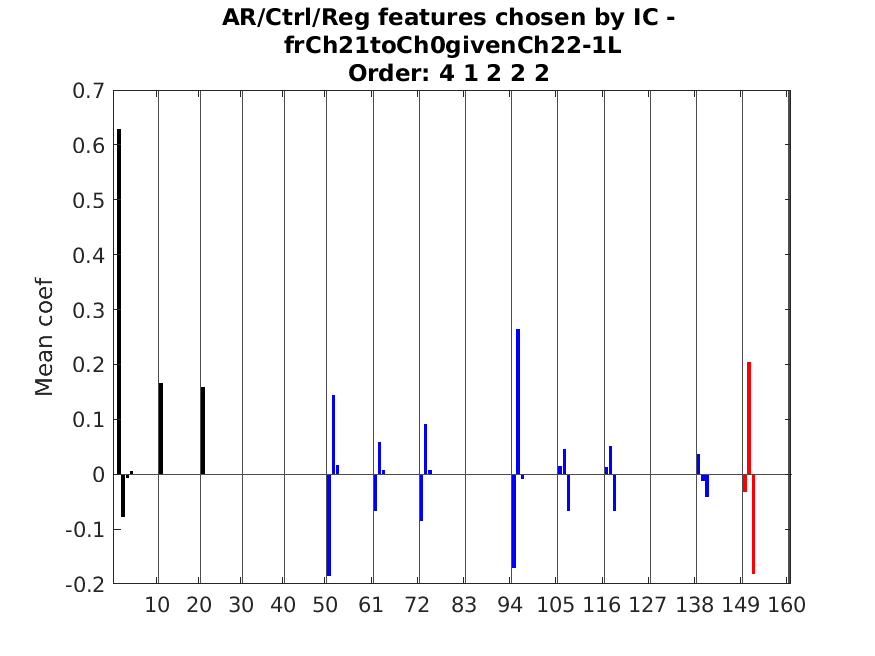 AR/Ctrl/Reg features chosen by IC -
frCh21toCh0givenCh22-1L
Order: 4 1 2 2 2
0.7
0.6
0.5
0.4
0.3
0.2
0.1
0
-0.1
-0.2
Mean coef
10 20 30 40 50 61 72 83 94 105 116 127 138 149 160